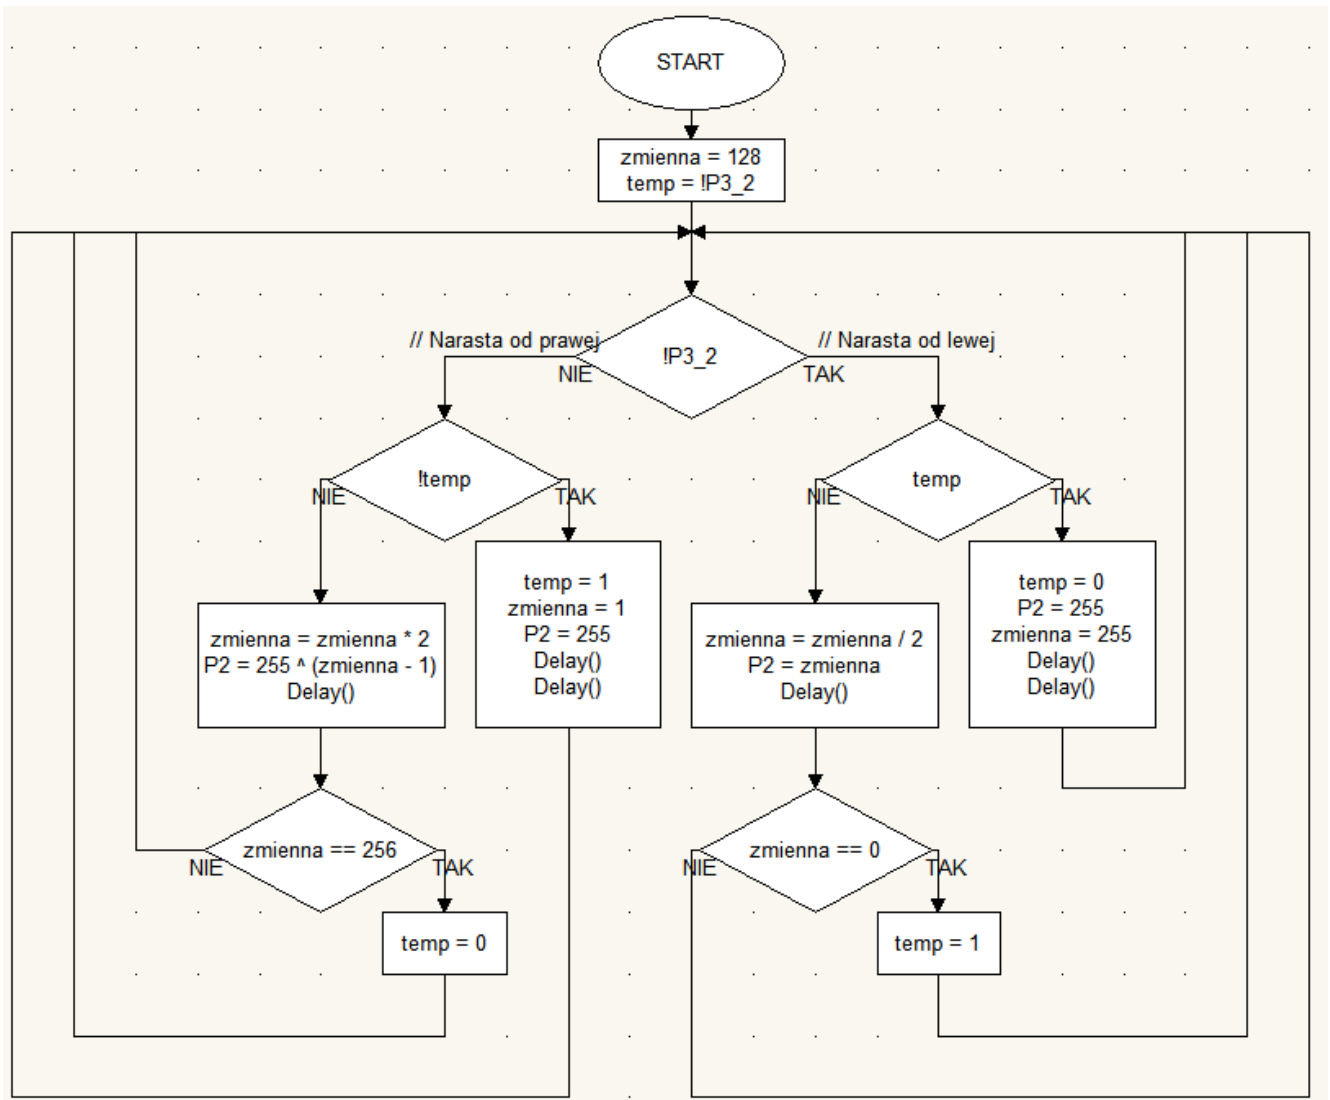 START
zmienna = 128
temp = !P3_2
// Narasta od prawej
// Narasta od lewej
!P3_2
NIE
TAK
!temp
temp
NIE
TAK
NIE
TAK
temp = 1
zmienna = 1
P2 = 255
Delay()
Delay()
temp = 0
P2 = 255
zmienna = 255
Delay()
Delay()
zmienna = zmienna * 2
P2 = 255 ^ (zmienna - 1)
Delay()
zmienna = zmienna / 2
P2 = zmienna
Delay()
zmienna == 256
NIE
TAK
zmienna == 0
NIE
TAK
temp = 0
temp = 1